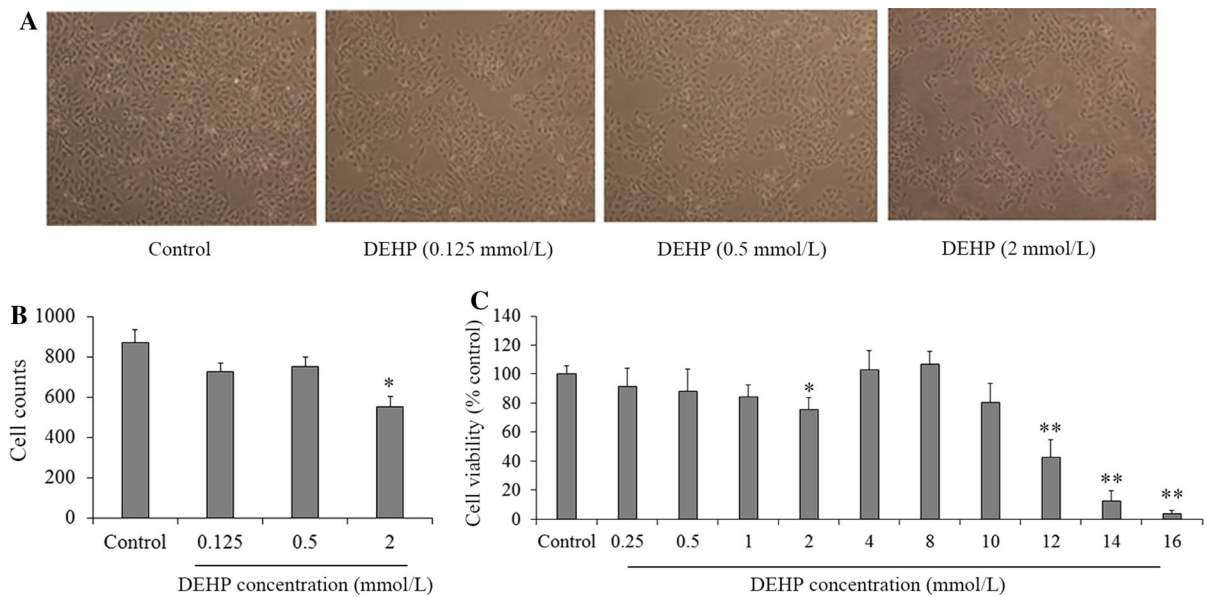 A
Control
DEHP (0.125 mmol/L)
DEHP (0.5 mmol/L)
DEHP (2 mmol/L)
B
1000
800
600
400
200
0
Cell counts
*
Control
0.125
0.5
2
DEHP concentration (mmol/L)
C
140
120
100
80
60
40
20
0
Cell viability (% control)
*
**
**
**
Control
0.25
0.5
1
2
4
8
10
12
14
16
DEHP concentration (mmol/L)